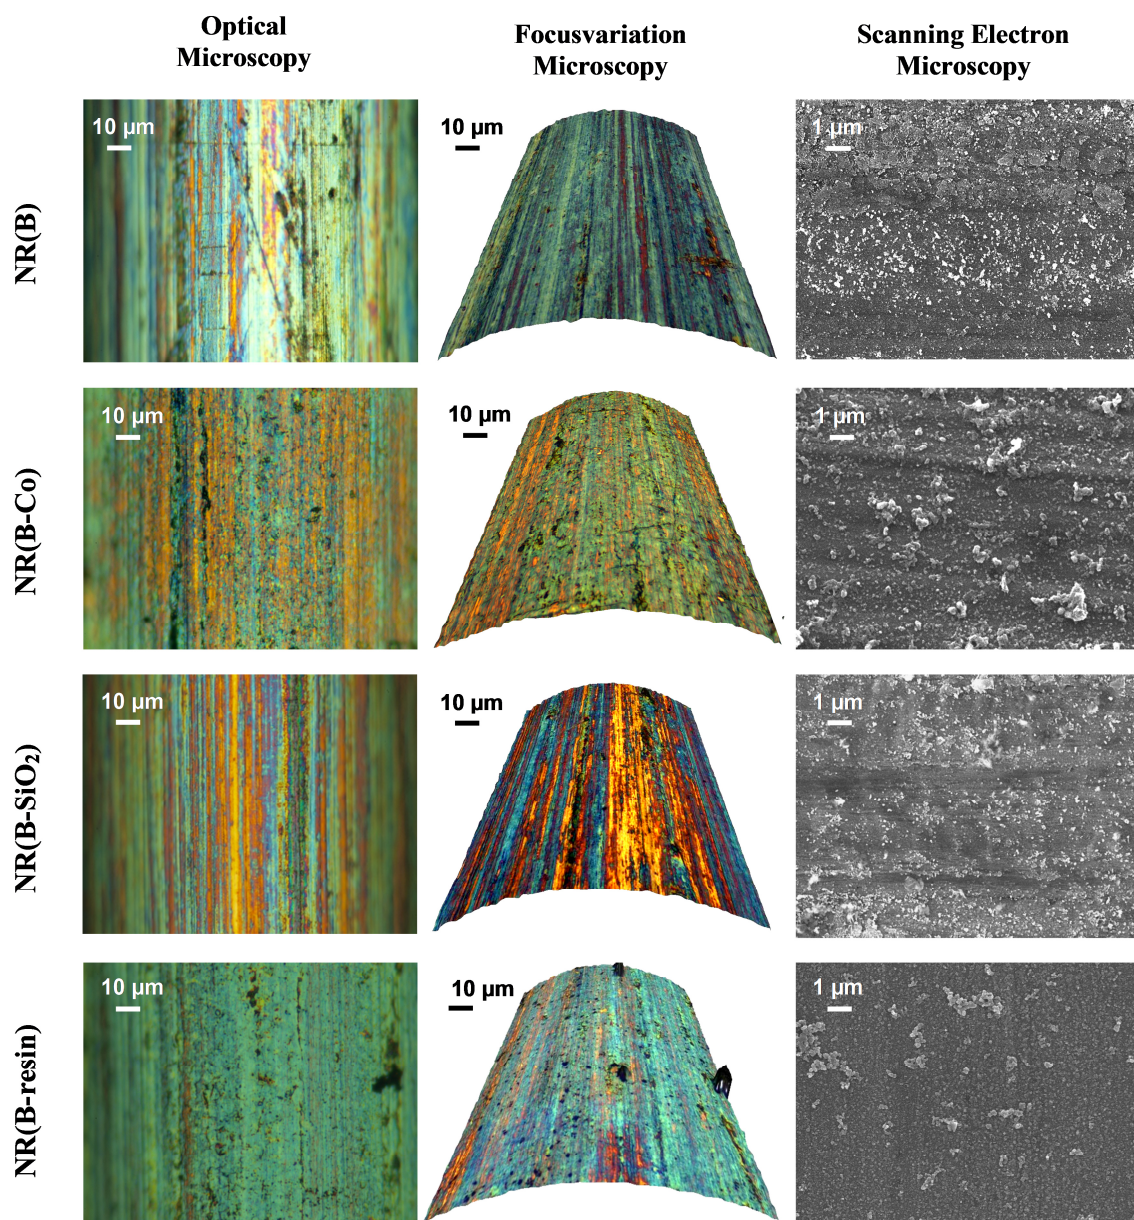 Optical
Microscopy
Focusvariation
Microscopy
Scanning Electron
Microscopy
NR(B)
10 μm
10 μm
1 μm
NR(B-Co)
10 μm
10 μm
1 μm
NR(B-SiO₂)
10 μm
10 μm
1 μm
NR(B-resin)
10 μm
10 μm
1 μm